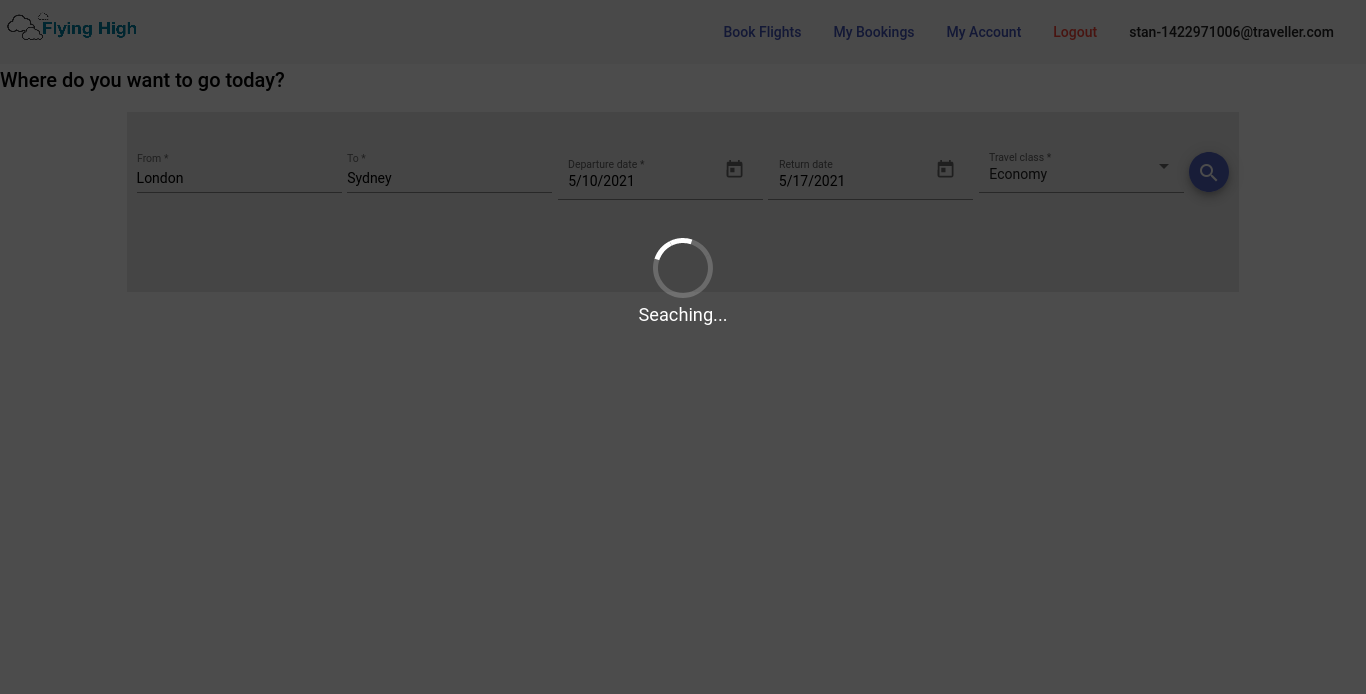 Flying High
Book Flights
My Bookings
My Account
Logout
stan-1422971006@traveller.com
Where do you want to go today?
From *
London
To *
Sydney
Departure date *
5/10/2021
Return date
5/17/2021
Travel class *
Economy
Seaching...